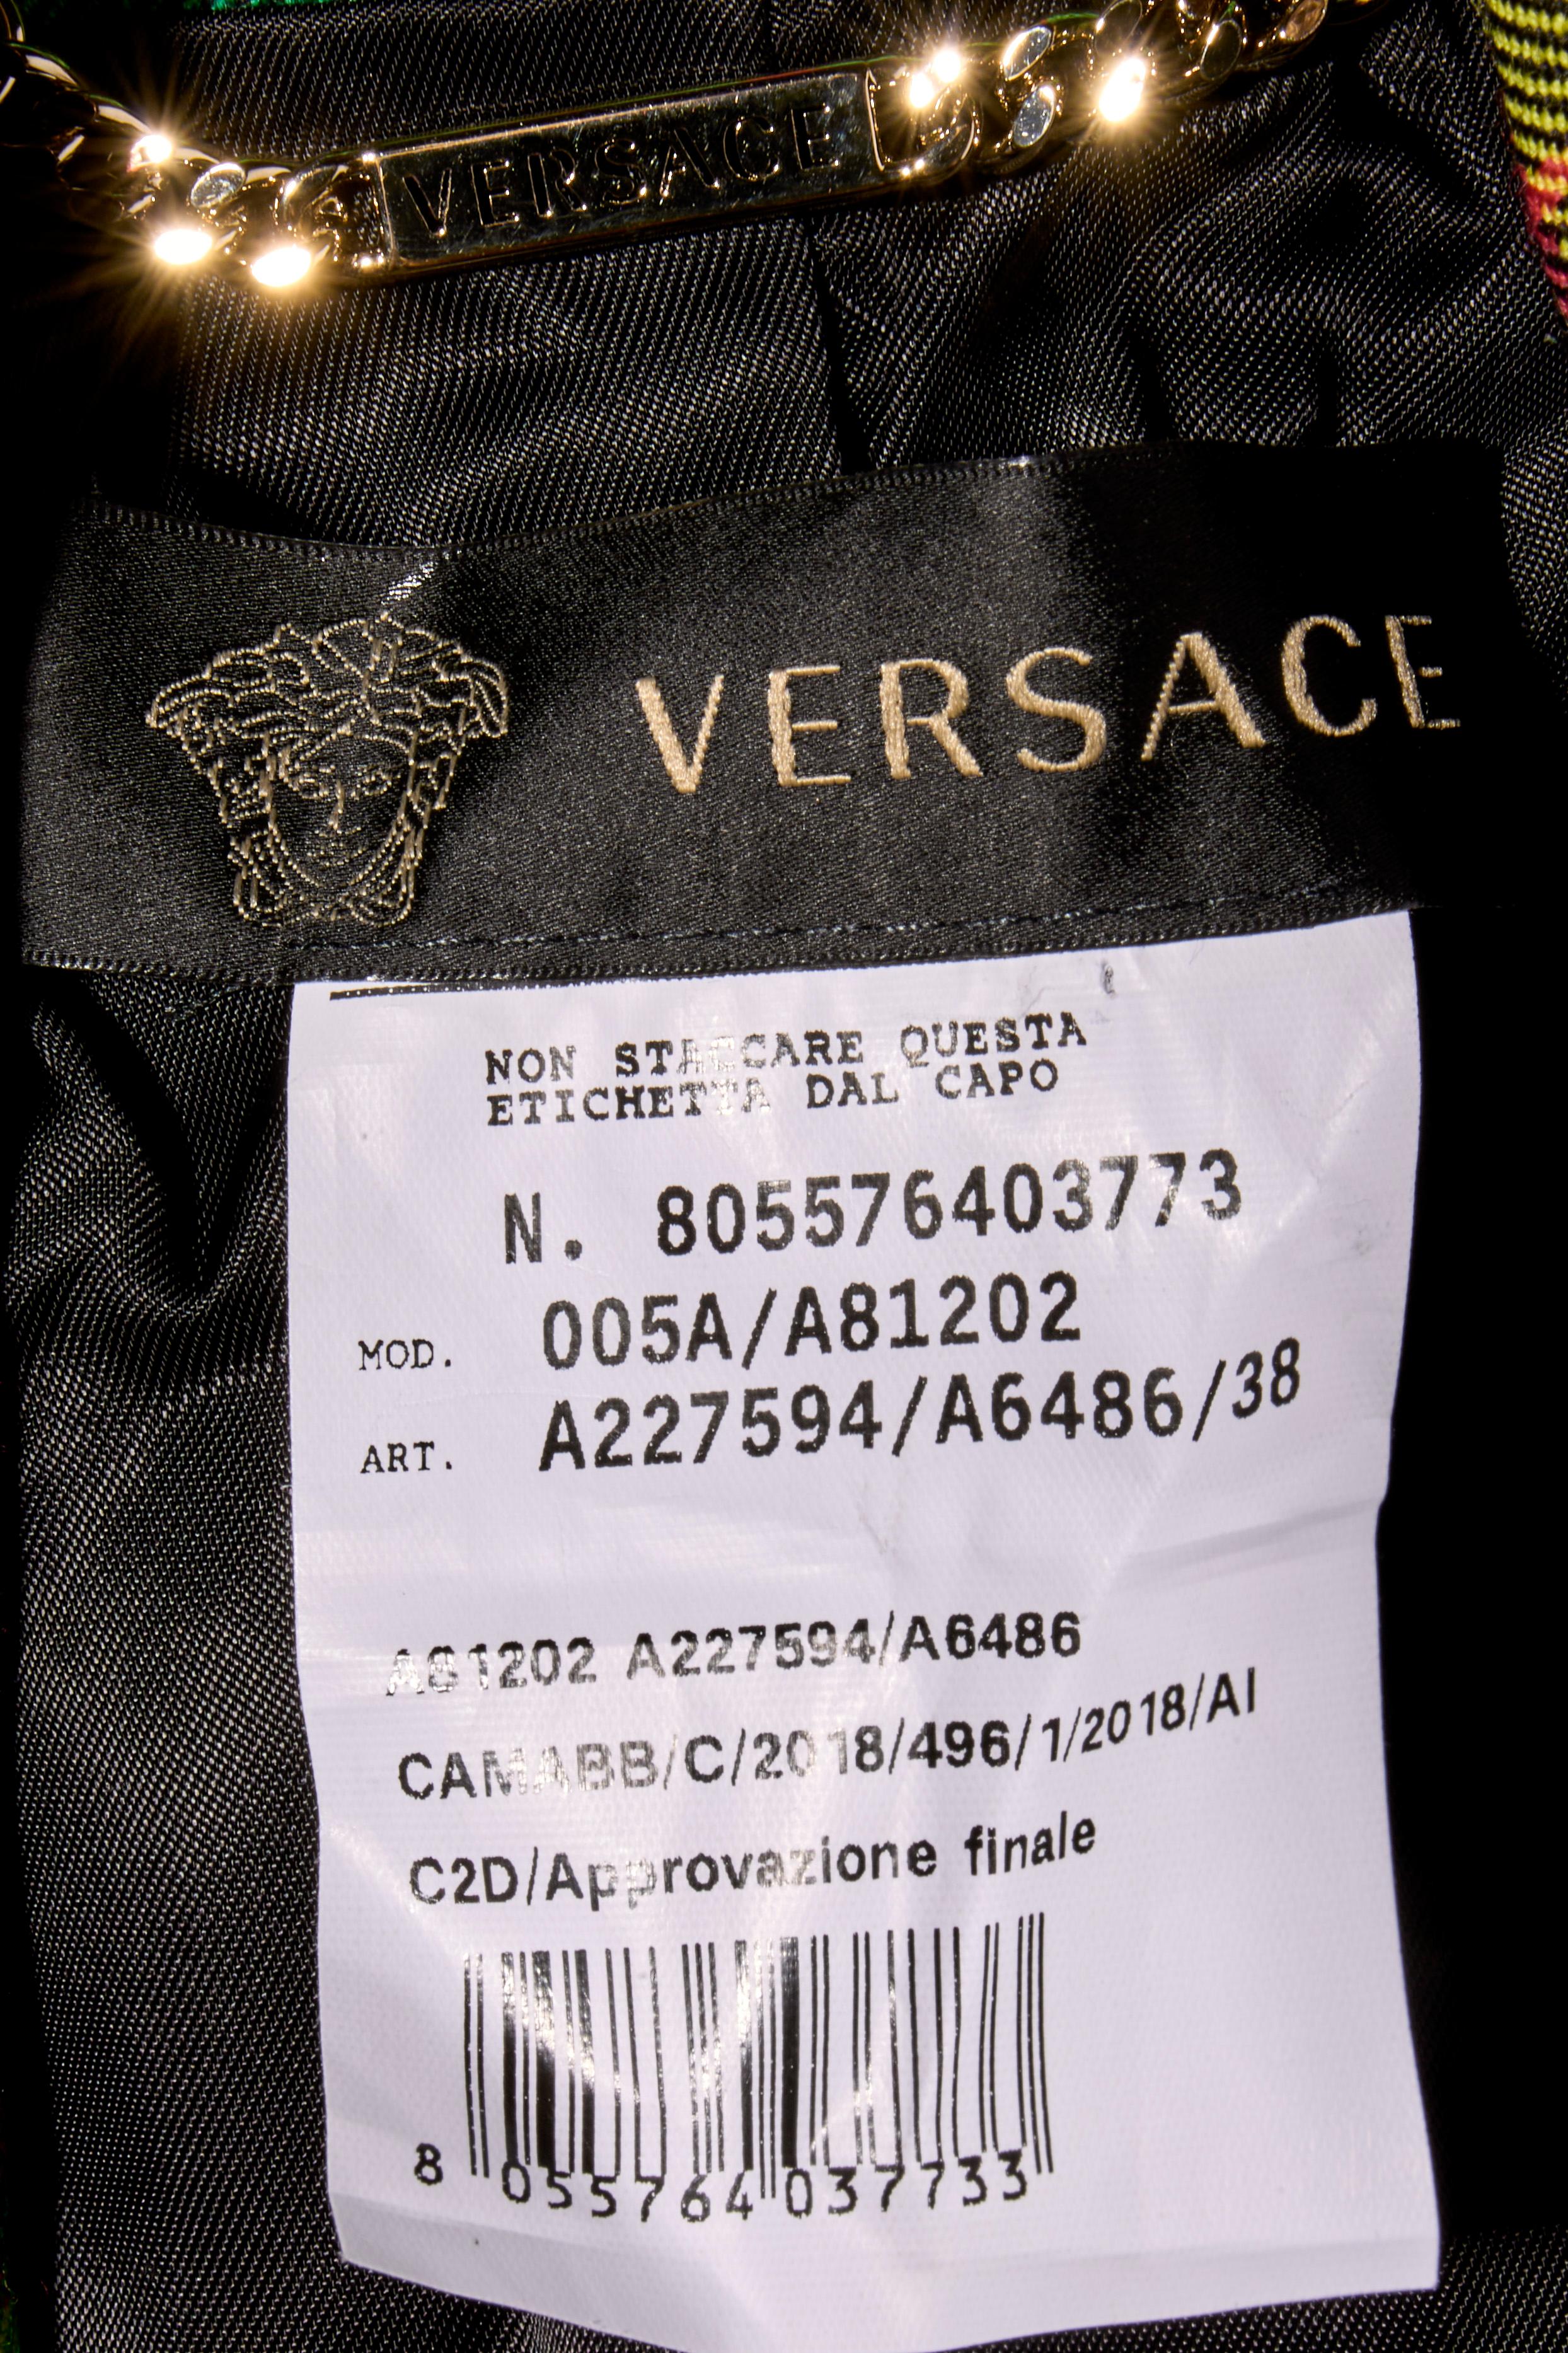 VERSACE
VERSACE
NON STACCARE QUESTA
ETICHETTA DAL CAPO
N. 805576403773
MOD. 005A/A81202
ART. A227594/A6486/38
A81202 A227594/A6486
CAMABB/C/2018/496/1/2018/AI
C2D/Approvazione finale
8 055764 037733